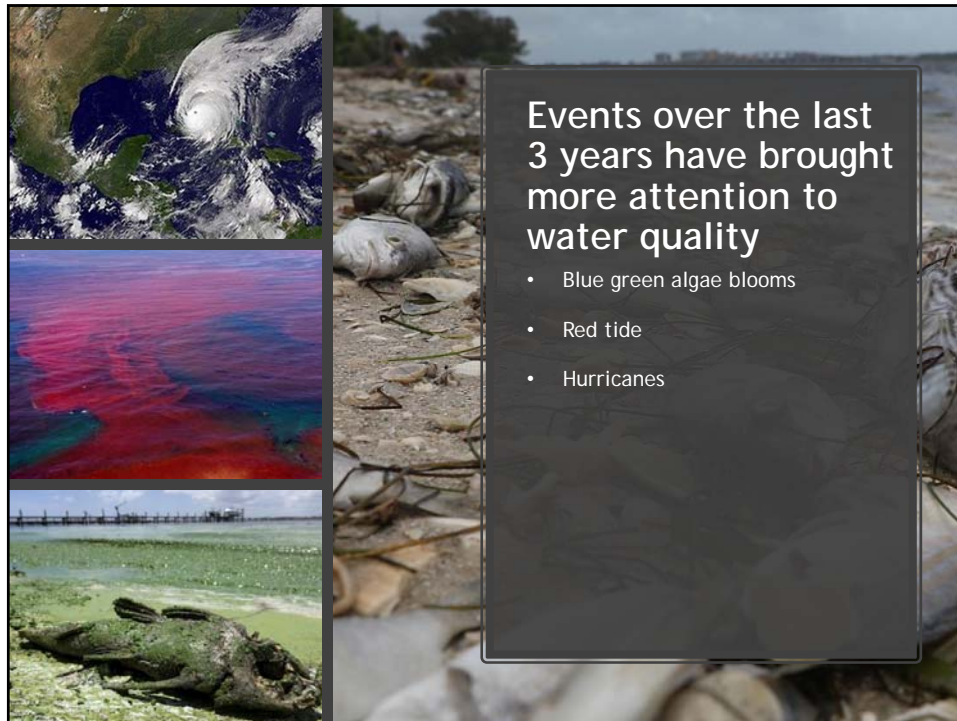 Events over the last
3 years have brought
more attention to
water quality
• Blue green algae blooms
• Red tide
• Hurricanes